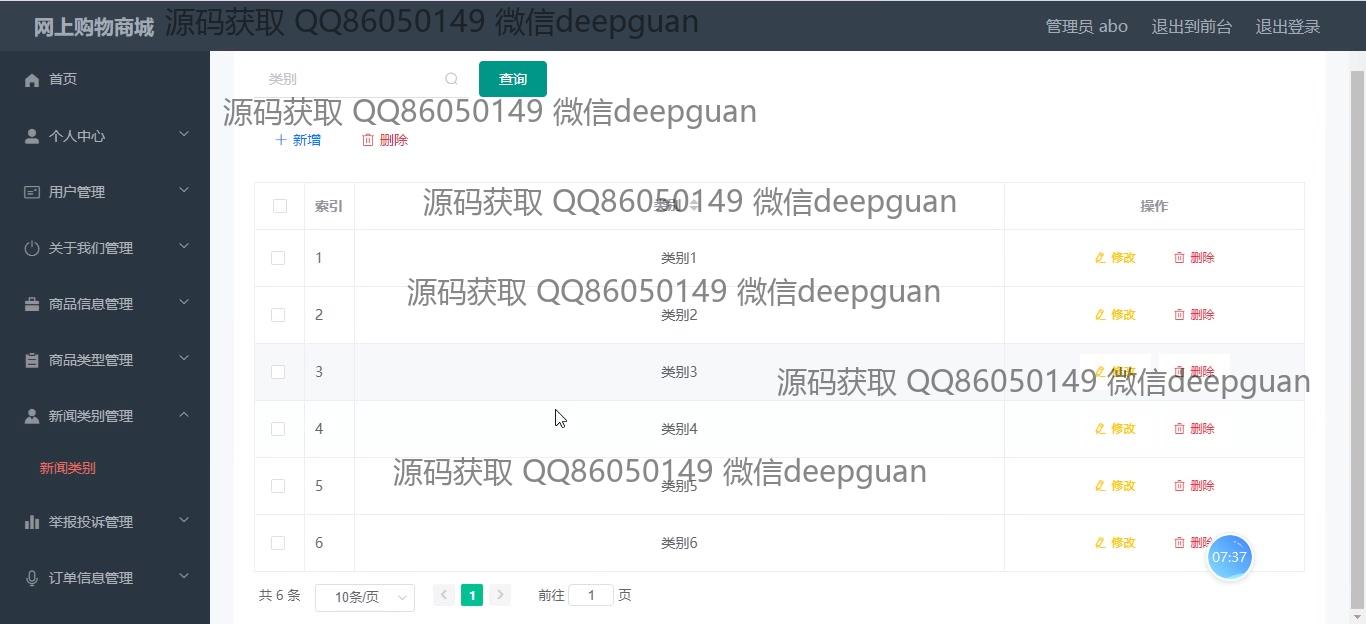 网上购物商城 源码获取 QQ86050149 微信deepguan 管理员 abo 退出到前台 退出登录
首页
个人中心
用户管理
关于我们管理
商品信息管理
商品类型管理
新闻类别管理
新闻类别
举报投诉管理
订单信息管理
类别 查询
源码获取 QQ86050149 微信deepguan
新增 删除
源码获取 QQ86050149 微信deepguan
索引 类别 操作
1 类别1 修改 删除
源码获取 QQ86050149 微信deepguan
2 类别2 修改 删除
3 类别3 修改 删除
源码获取 QQ86050149 微信deepguan
4 类别4 修改 删除
源码获取 QQ86050149 微信deepguan
5 类别5 修改 删除
6 类别6 修改 删除
07:37
共 6 条 10条/页 1 前往 1 页